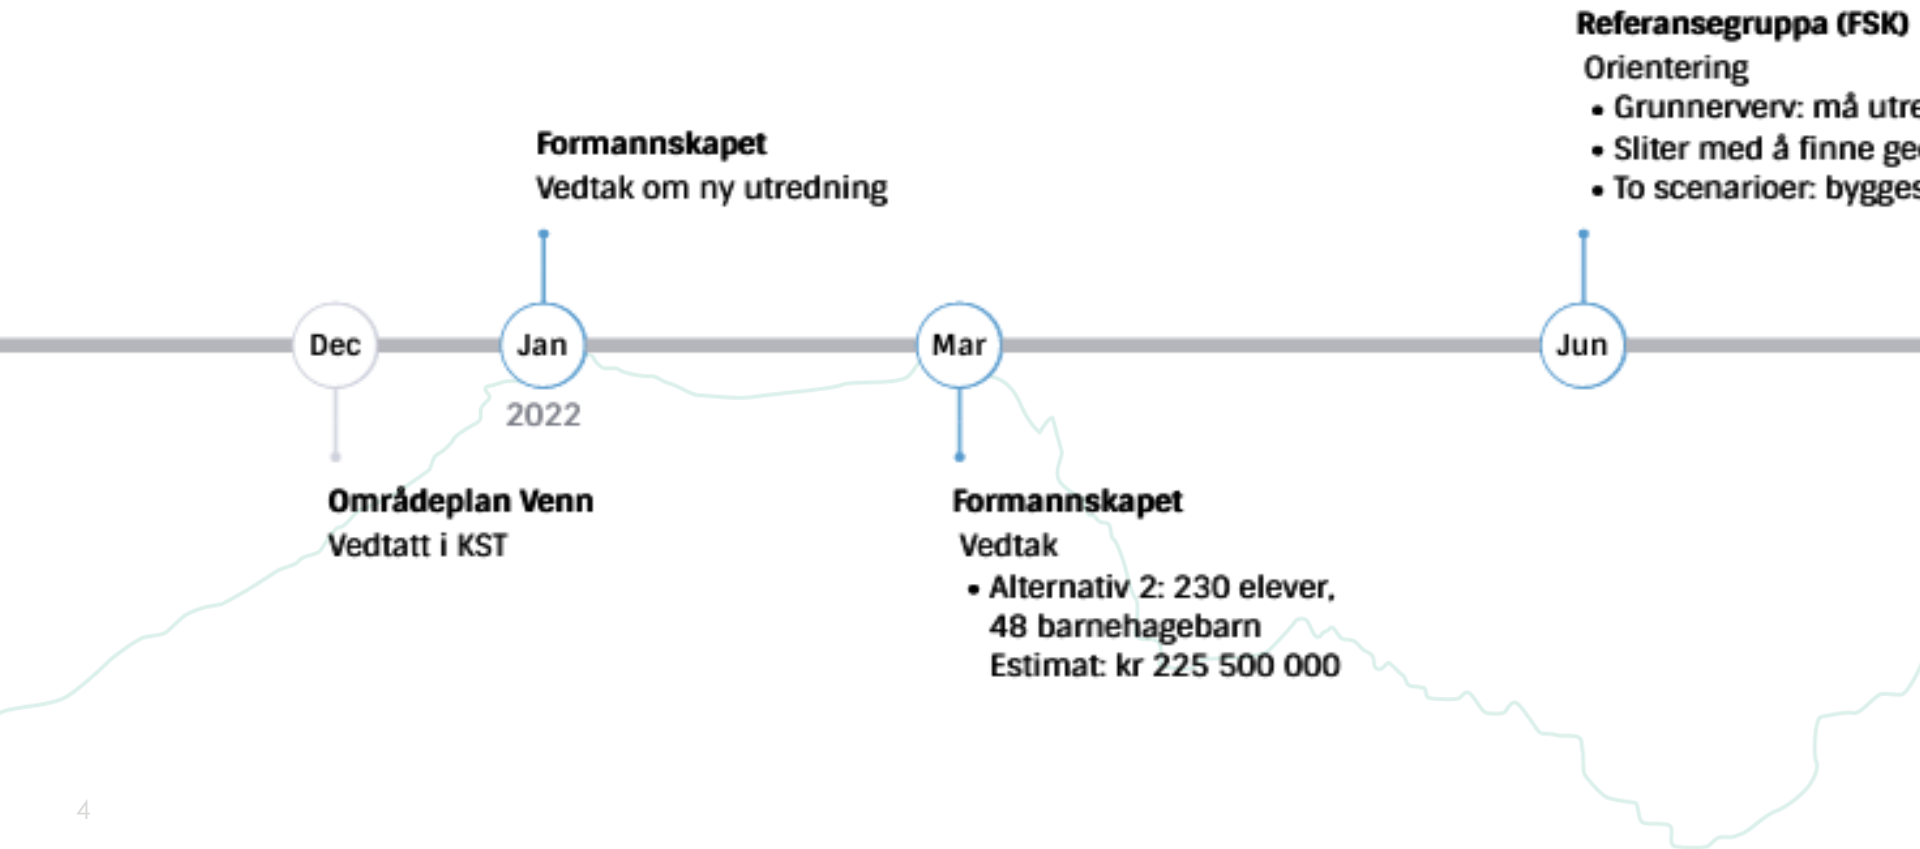 Referansegruppa (FSK)
Orientering
• Grunnerverv: må
• Sliter med å finne
• To scenarioer:
Formannskapet
Vedtak om ny utredning
Dec
Jan
Mar
Jun
2022
Områdeplan Venn
Vedtatt i KST
Formannskapet
Vedtak
• Alternativ 2: 230 elever,
48 barnehagebarn
Estimat: kr 225 500 000
4